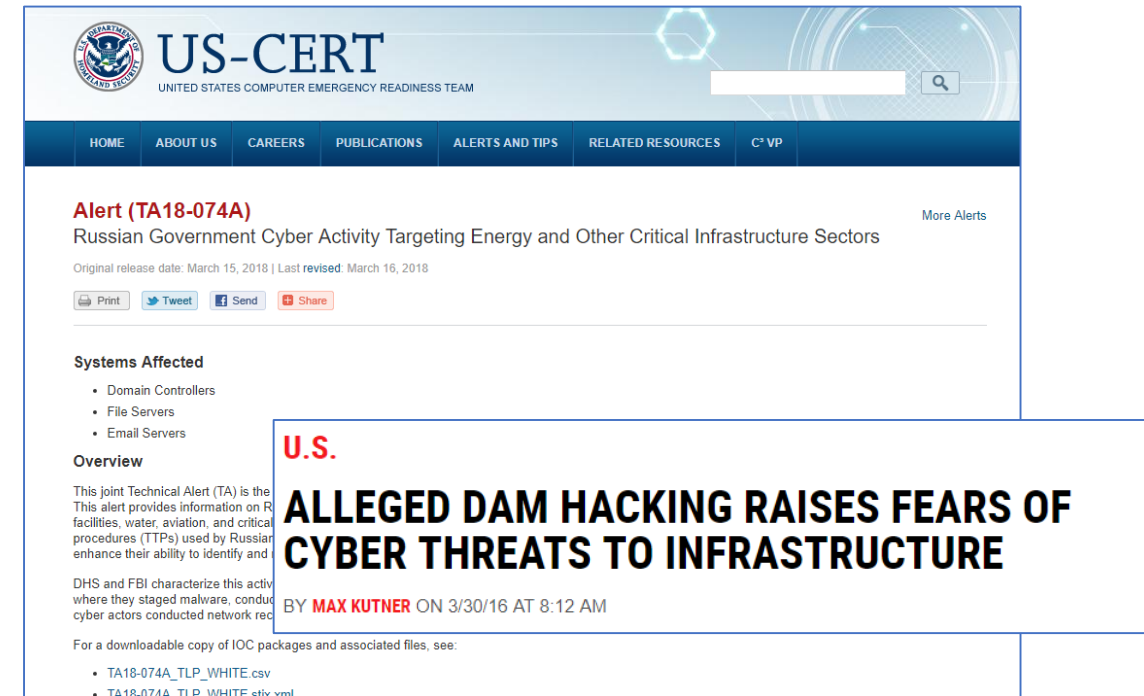 US-CERT
UNITED STATES COMPUTER EMERGENCY READINESS TEAM
HOME ABOUT US CAREERS PUBLICATIONS ALERTS AND TIPS RELATED RESOURCES C³ VP
Alert (TA18-074A)
More Alerts
Russian Government Cyber Activity Targeting Energy and Other Critical Infrastructure Sectors
Original release date: March 15, 2018 | Last revised: March 16, 2018
Print Tweet Send Share
Systems Affected
• Domain Controllers
• File Servers
• Email Servers
Overview
This joint Technical Alert (TA) is the
This alert provides information on R
facilities, water, aviation, and critical
procedures (TTPs) used by Russian
enhance their ability to identify and
DHS and FBI characterize this activ
where they staged malware, conduc
cyber actors conducted network rec
For a downloadable copy of IOC packages and associated files, see:
• TA18-074A_TLP_WHITE.csv
• TA18-074A_TLP_WHITE.stix.xml
U.S.
ALLEGED DAM HACKING RAISES FEARS OF
CYBER THREATS TO INFRASTRUCTURE
BY MAX KUTNER ON 3/30/16 AT 8:12 AM